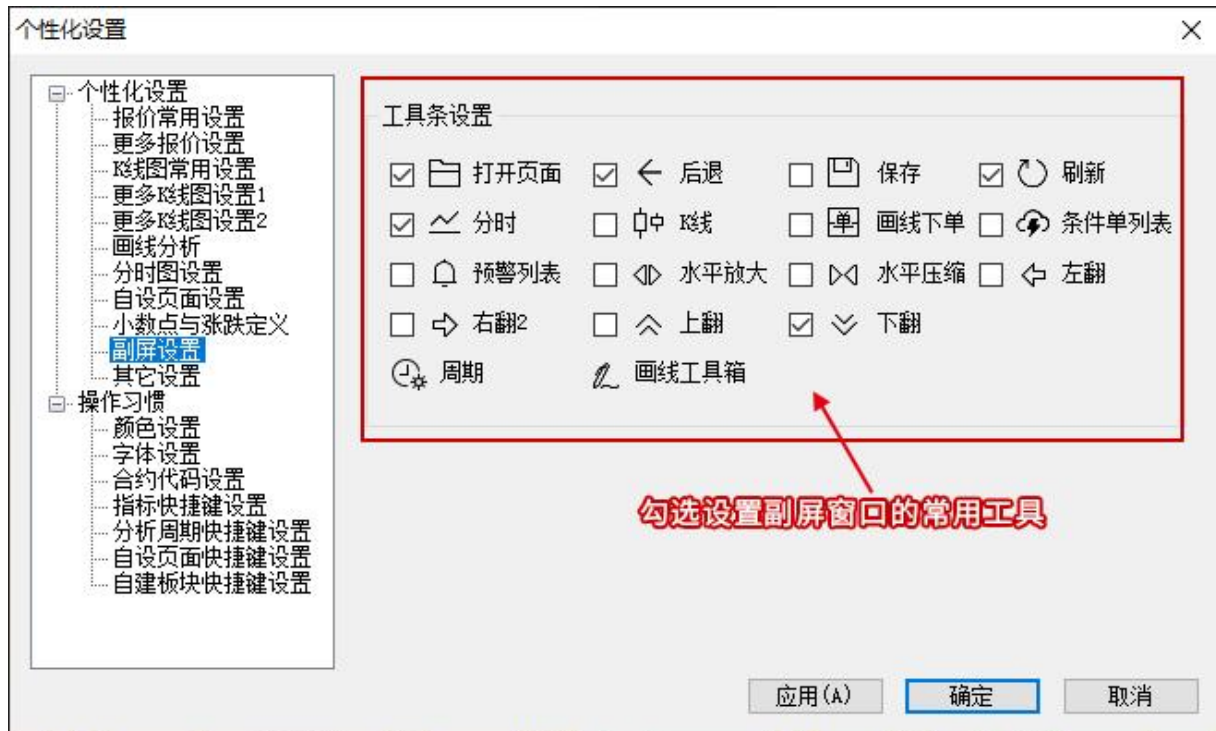 个性化设置
个性化设置
报价常用设置
更多报价设置
K线图常用设置
更多K线图设置1
更多K线图设置2
画线分析
分时图设置
自设页面设置
小数点与涨跌定义
副屏设置
其它设置
操作习惯
颜色设置
字体设置
合约代码设置
指标快捷键设置
分析周期快捷键设置
自设页面快捷键设置
自建板块快捷键设置
工具条设置
打开页面 后退 保存 刷新
分时 K线 单 画线下单 条件单列表
预警列表 水平放大 水平压缩 左翻
右翻2 上翻 下翻
周期 画线工具箱
勾选设置副屏窗口的常用工具
应用(A) 确定 取消